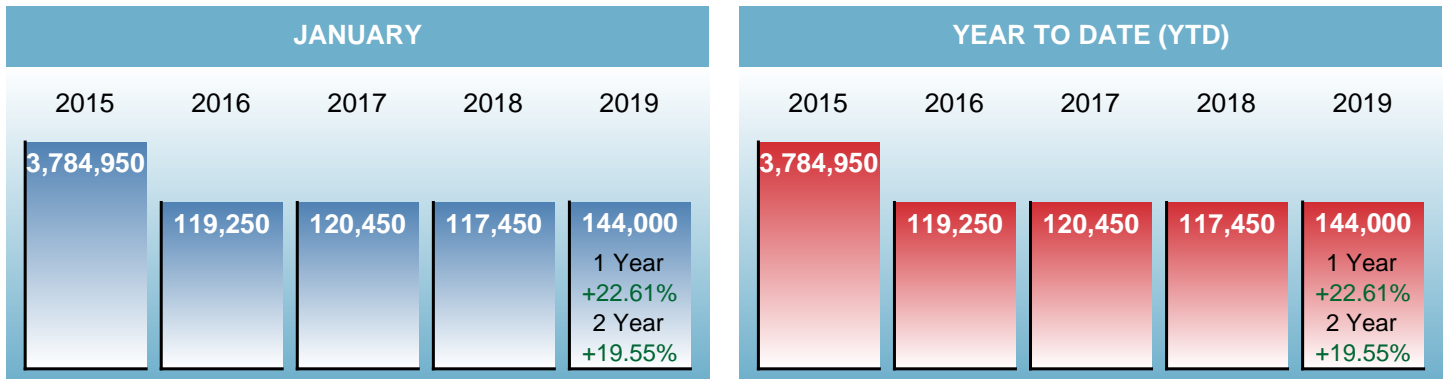 JANUARY
2015 2016 2017 2018 2019
3,784,950
119,250 120,450 117,450 144,000
1 Year
+22.61%
2 Year
+19.55%
YEAR TO DATE (YTD)
2015 2016 2017 2018 2019
3,784,950
119,250 120,450 117,450 144,000
1 Year
+22.61%
2 Year
+19.55%